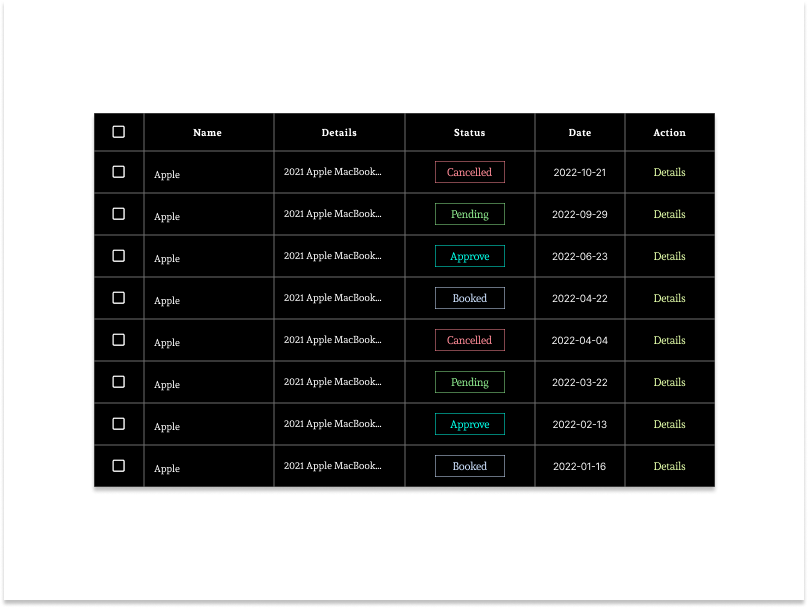 Name Details Status Date Action
Apple 2021 Apple MacBook... Cancelled 2022-10-21 Details
Apple 2021 Apple MacBook... Pending 2022-09-29 Details
Apple 2021 Apple MacBook... Approve 2022-06-23 Details
Apple 2021 Apple MacBook... Booked 2022-04-22 Details
Apple 2021 Apple MacBook... Cancelled 2022-04-04 Details
Apple 2021 Apple MacBook... Pending 2022-03-22 Details
Apple 2021 Apple MacBook... Approve 2022-02-13 Details
Apple 2021 Apple MacBook... Booked 2022-01-16 Details